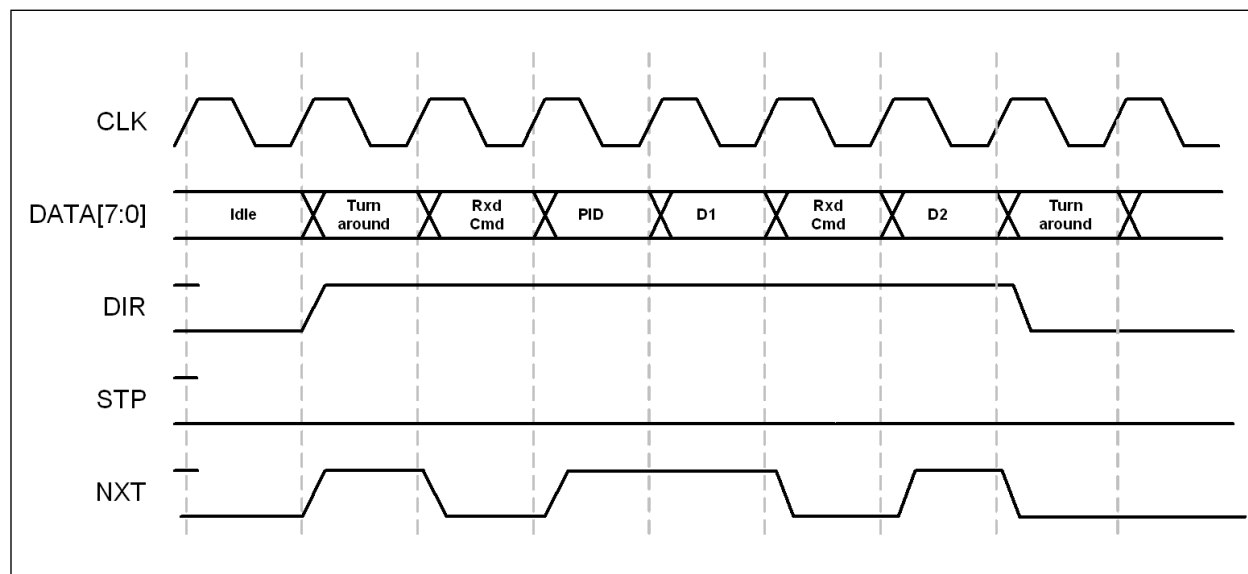 CLK
DATA[7:0]
Idle
Turn
around
Rxd
Cmd
PID
D1
Rxd
Cmd
D2
Turn
around
DIR
STP
NXT